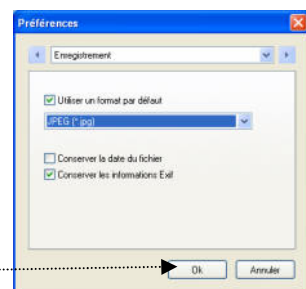 Préférences
Enregistrement
Utiliser un format par défaut
JPEG (*.jpg)
Conserver la date du fichier
Conserver les informations Exif
Ok
Annuler